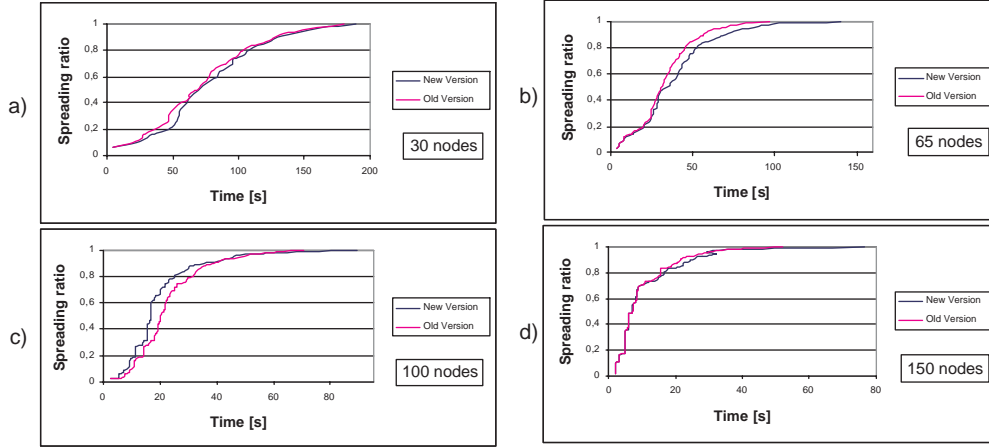 a)
Spreading ratio
1
0,8
0,6
0,4
0,2
0
0 50 100 150 200
Time [s]
New Version
Old Version
30 nodes
b)
Spreading ratio
1
0,8
0,6
0,4
0,2
0
0 50 100 150
Time [s]
New Version
Old Version
65 nodes
c)
Spreading ratio
1
0,8
0,6
0,4
0,2
0
0 20 40 60 80
Time [s]
New Version
Old Version
100 nodes
d)
Spreading ratio
1
0,8
0,6
0,4
0,2
0
0 20 40 60 80
Time [s]
New Version
Old Version
150 nodes